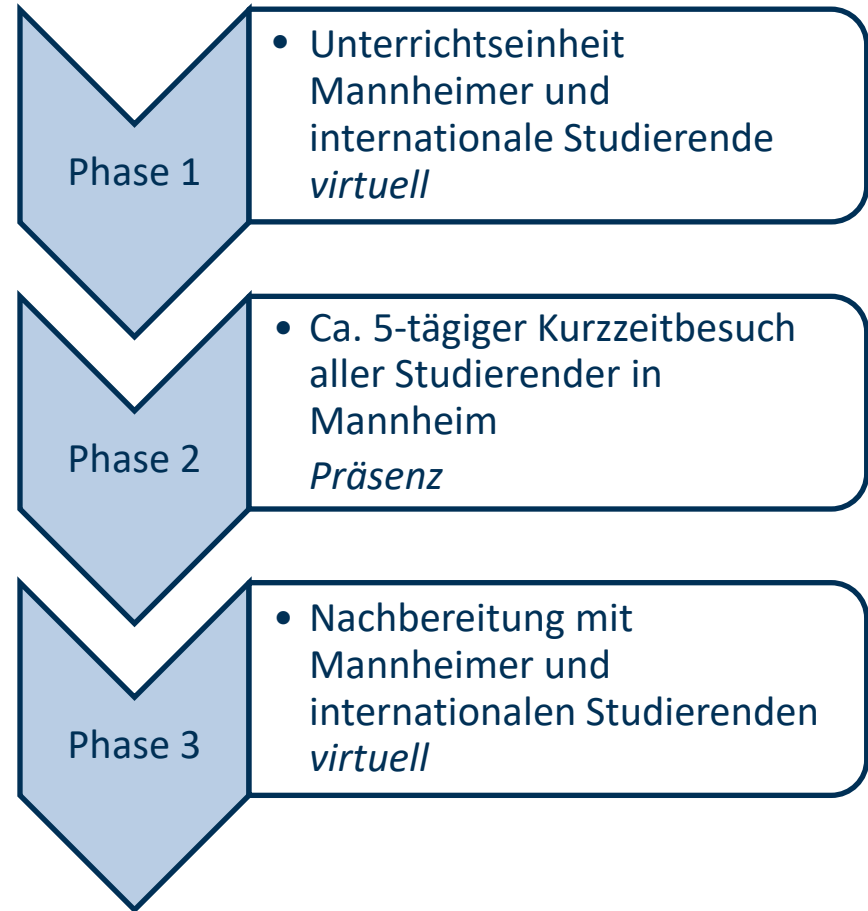 Phase 1
• Unterrichtseinheit
Mannheimer und
internationale Studierende
virtuell
Phase 2
• Ca. 5-tägiger Kurzzeitbesuch
aller Studierender in
Mannheim
Präsenz
Phase 3
• Nachbereitung mit
Mannheimer und
internationalen Studierenden
virtuell